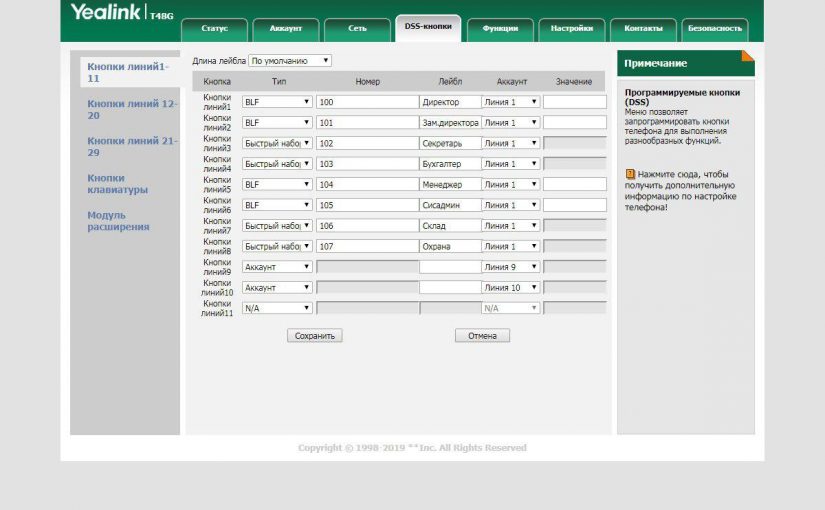 Yealink | T48G
Статус Аккаунт Сеть DSS-кнопки Функции Настройки Контакты Безопасность
Кнопки линий1-
11
Кнопки линий 12-
20
Кнопки линий 21-
29
Кнопки
клавиатуры
Модуль
расширения
Длина лейбла По умолчанию
Кнопка Тип Номер Лейбл Аккаунт Значение
Кнопки
линий1 BLF 100 Директор Линия 1
Кнопки
линий2 BLF 101 Зам.директора Линия 1
Кнопки
линий3 Быстрый набор 102 Секретарь Линия 1
Кнопки
линий4 Быстрый набор 103 Бухгалтер Линия 1
Кнопки
линий5 BLF 104 Менеджер Линия 1
Кнопки
линий6 BLF 105 Сисадмин Линия 1
Кнопки
линий7 Быстрый набор 106 Склад Линия 1
Кнопки
линий8 Быстрый набор 107 Охрана Линия 1
Кнопки
линий9 Аккаунт Линия 9
Кнопки
линий10 Аккаунт Линия 10
Кнопки
линий11 N/A N/A
Сохранить Отмена
Примечание
Программируемые кнопки
(DSS)
Меню позволяет
запрограммировать кнопки
телефона для выполнения
разнообразных функций.
Нажмите сюда, чтобы
получить дополнительную
информацию по настройке
телефона!
Copyright © 1998-2019 **Inc. All Rights Reserved